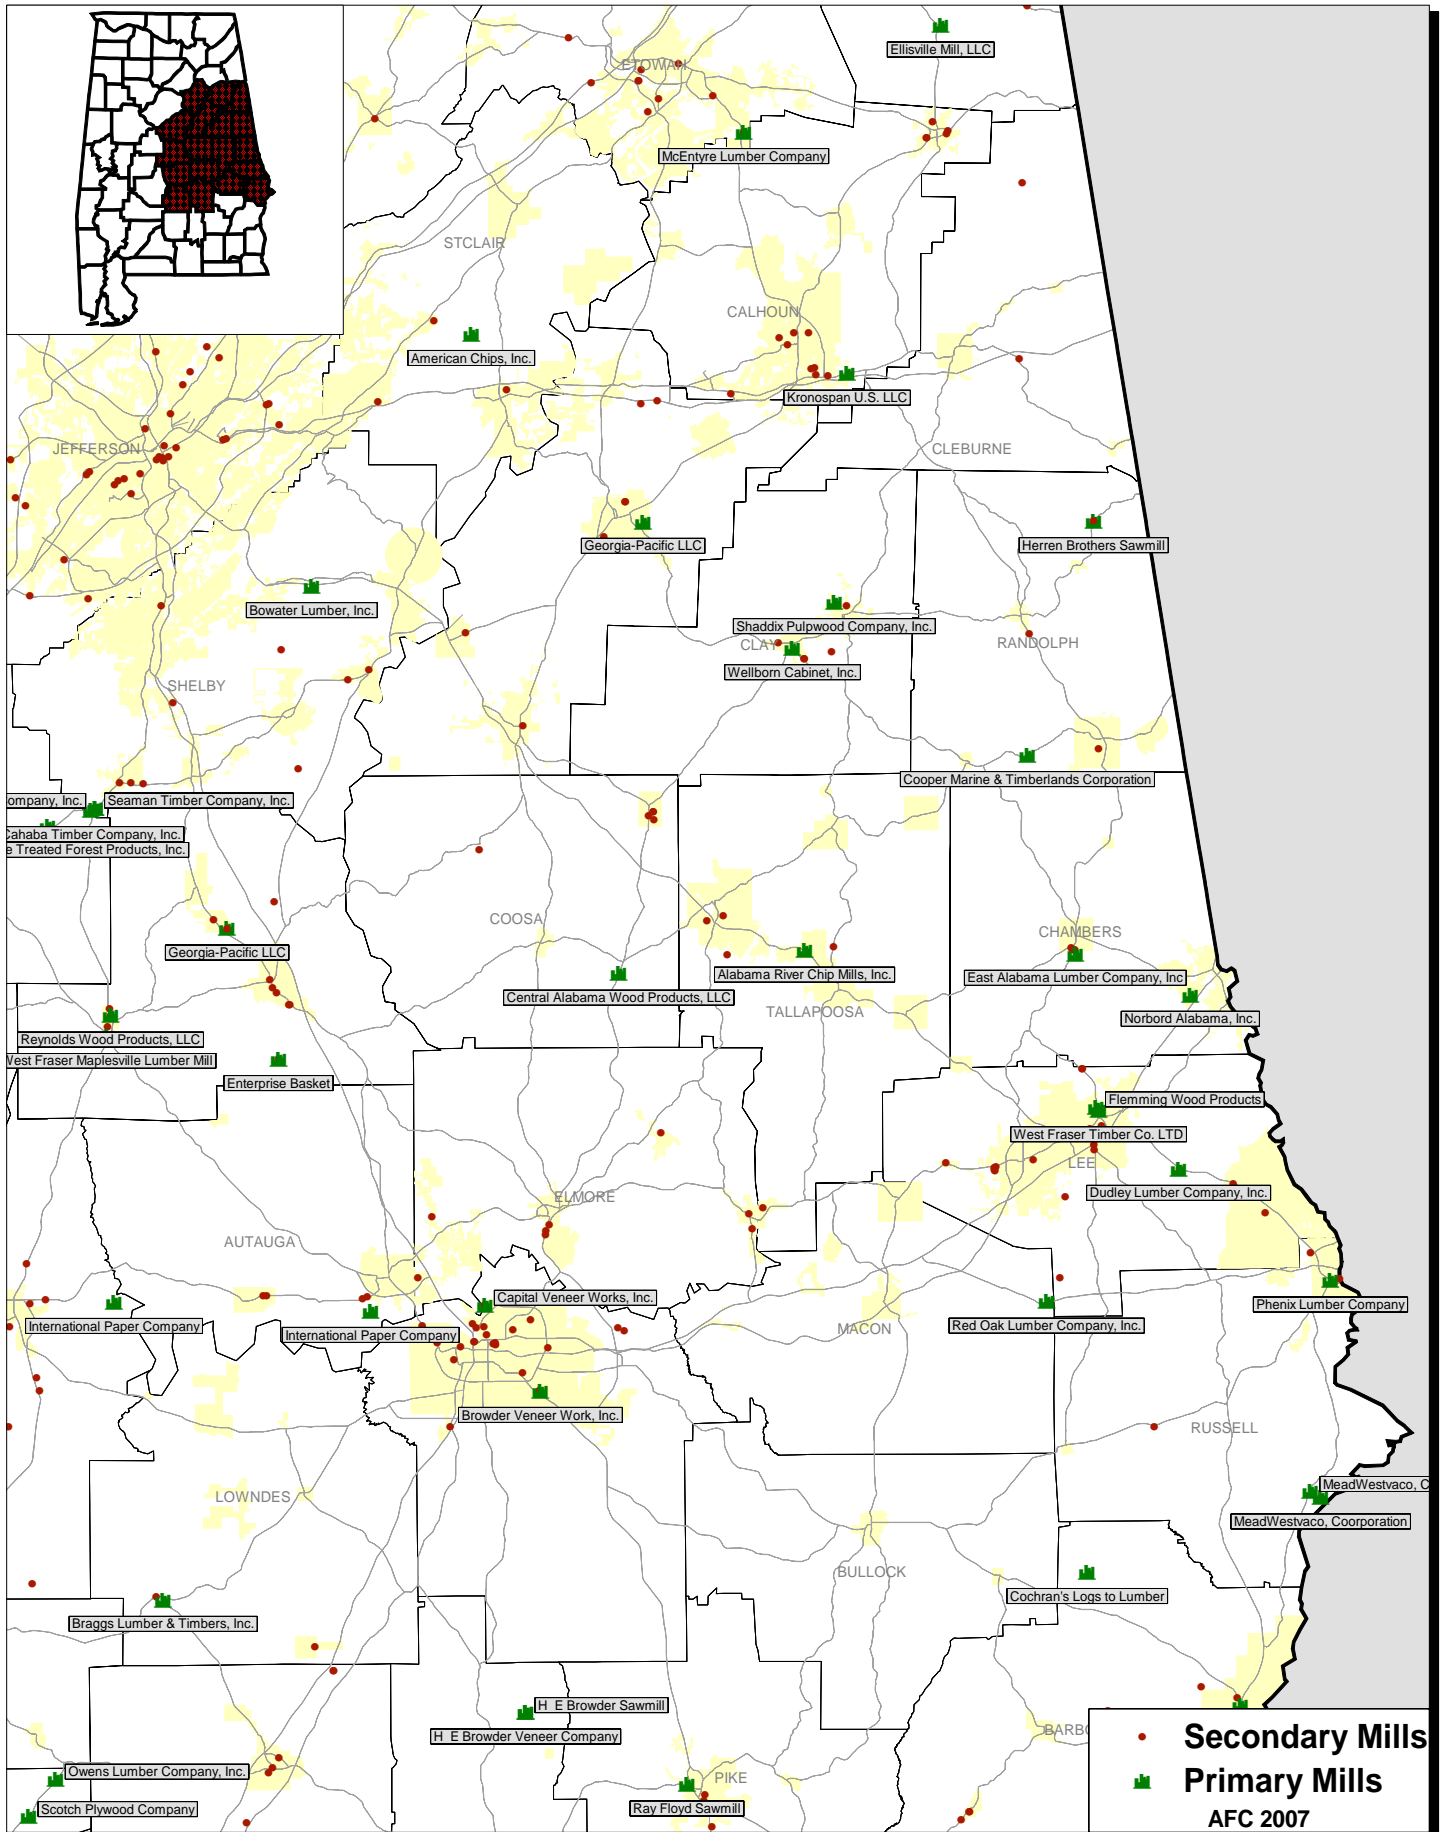 Ellisville Mill, LLC
ETOWAH
McEntyre Lumber Company
STCLAIR
CALHOUN
American Chips, Inc.
Kronospan U.S. LLC
JEFFERSON
CLEBURNE
Georgia-Pacific LLC
Herren Brothers Sawmill
Bowater Lumber, Inc.
Shaddix Pulpwood Company, Inc.
CLAY
RANDOLPH
Wellborn Cabinet, Inc.
SHELBY
Cooper Marine & Timberlands Corporation
ompany, Inc.
Seaman Timber Company, Inc.
Cahaba Timber Company, Inc.
e Treated Forest Products, Inc.
COOSA
CHAMBERS
Georgia-Pacific LLC
Alabama River Chip Mills, Inc.
East Alabama Lumber Company, Inc
Central Alabama Wood Products, LLC
TALLAPOOSA
Norbord Alabama, Inc.
Reynolds Wood Products, LLC
West Fraser Maplesville Lumber Mill
Enterprise Basket
Flemming Wood Products
West Fraser Timber Co. LTD
LEE
Dudley Lumber Company, Inc.
ELMORE
AUTAUGA
Capital Veneer Works, Inc.
Phenix Lumber Company
International Paper Company
International Paper Company
MACON
Red Oak Lumber Company, Inc.
Browder Veneer Work, Inc.
RUSSELL
LOWNDES
MeadWestvaco, C
MeadWestvaco, Coorporation
BULLOCK
Cochran's Logs to Lumber
Braggs Lumber & Timbers, Inc.
H E Browder Sawmill
H E Browder Veneer Company
BARBO
Owens Lumber Company, Inc.
PIKE
Scotch Plywood Company
Ray Floyd Sawmill
Secondary Mills
Primary Mills
AFC 2007